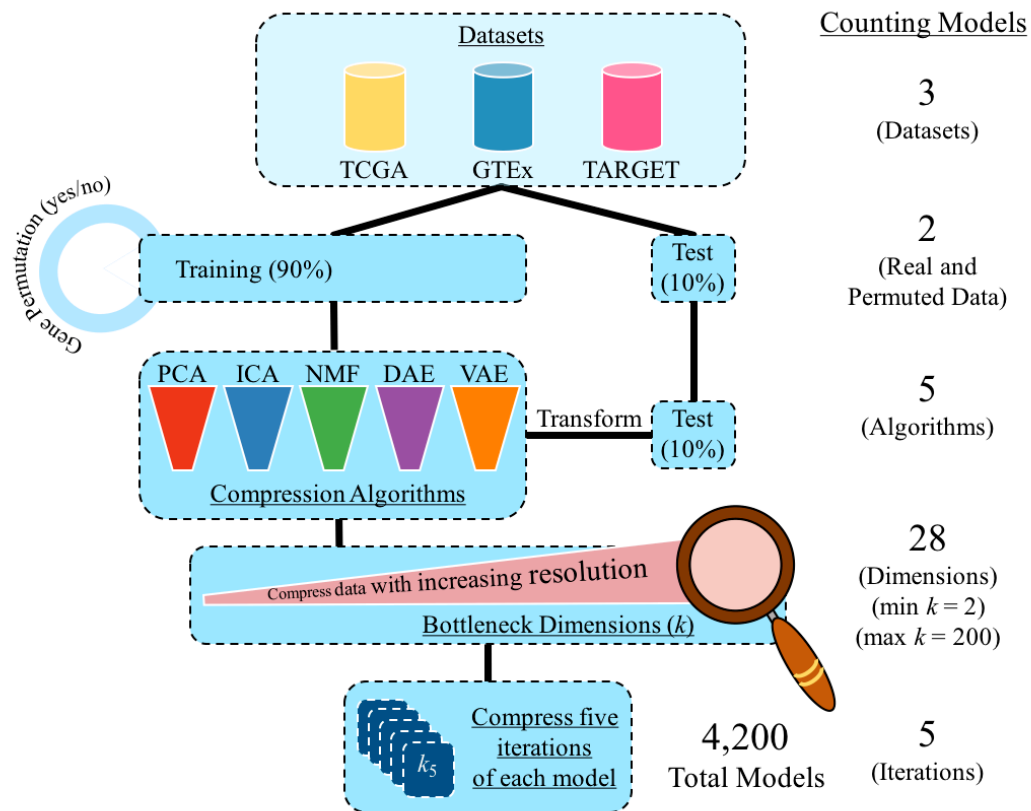 Datasets
TCGA
GTEx
TARGET
Gene Permutation (yes/no)
Training (90%)
Test
(10%)
PCA
ICA
NMF
DAE
VAE
Compression Algorithms
Transform
Test
(10%)
Compress data with increasing resolution
Bottleneck Dimensions (k)
k5
Compress five
iterations
of each model
Counting Models
3
(Datasets)
2
(Real and
Permuted Data)
5
(Algorithms)
28
(Dimensions)
(min k = 2)
(max k = 200)
4,200
Total Models
5
(Iterations)